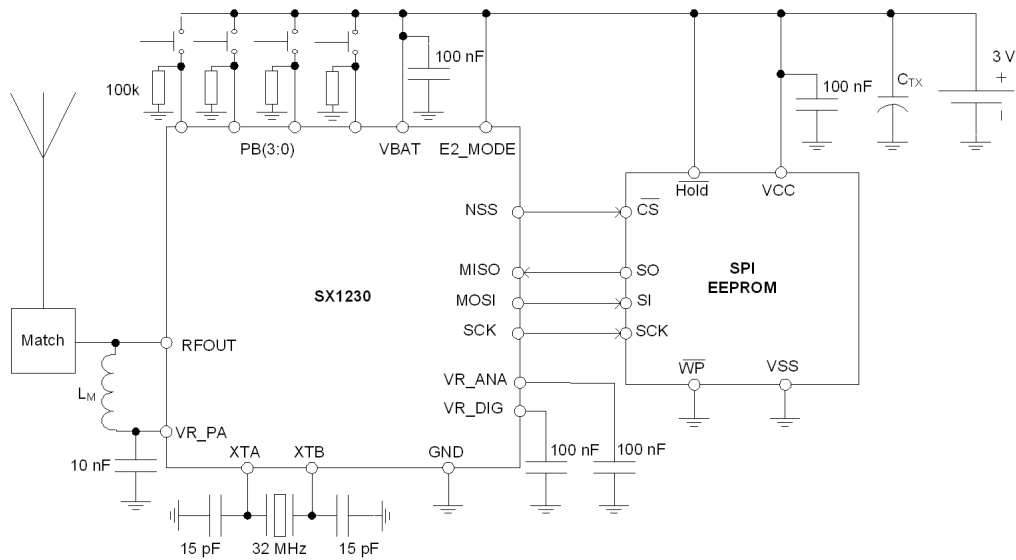 3 V
+
100 nF
100 nF
C_TX
100k
PB(3:0)
VBAT
E2_MODE
Hold
VCC
NSS
CS
MISO
SO
SPI
EEPROM
SX1230
MOSI
SI
SCK
SCK
Match
RFOUT
WP
VSS
VR_ANA
L_M
VR_DIG
VR_PA
XTA
XTB
GND
100 nF
100 nF
10 nF
15 pF
32 MHz
15 pF